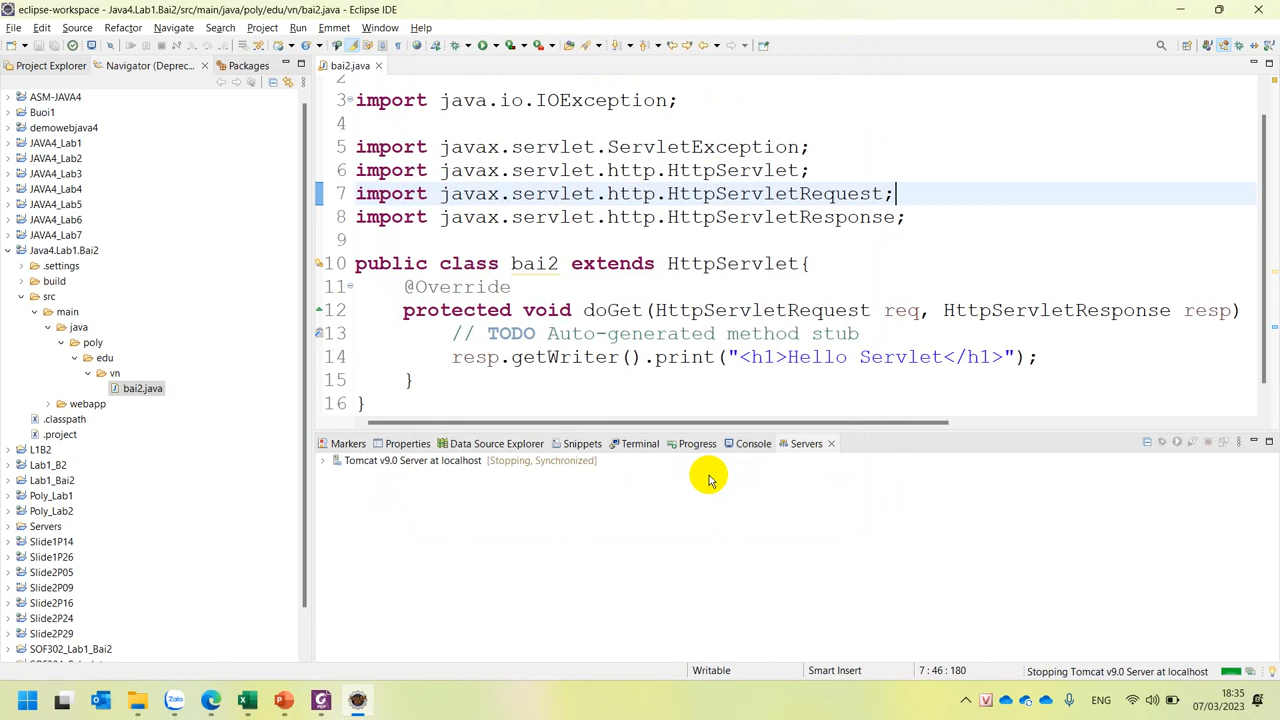 eclipse-workspace - Java4.Lab1.Bai2/src/main/java/poly/edu/vn/bai2.java - Eclipse IDE
File Edit Source Refactor Navigate Search Project Run Emmet Window Help
Project Explorer Navigator (Deprec... Packages
bai2.java
ASM-JAVA4
Buoi1
demowebjava4
JAVA4_Lab1
JAVA4_Lab2
JAVA4_Lab3
JAVA4_Lab4
JAVA4_Lab5
JAVA4_Lab6
JAVA4_Lab7
Java4.Lab1.Bai2
.settings
build
src
main
java
poly
edu
vn
bai2.java
webapp
.classpath
.project
L1B2
Lab1_B2
Lab1_Bai2
Poly_Lab1
Poly_Lab2
Servers
Slide1P14
Slide1P26
Slide2P05
Slide2P09
Slide2P16
Slide2P24
Slide2P29
SOF302_Lab1_Bai2
2
3 import java.io.IOException;
4
5 import javax.servlet.ServletException;
6 import javax.servlet.http.HttpServlet;
7 import javax.servlet.http.HttpServletRequest;
8 import javax.servlet.http.HttpServletResponse;
9
10 public class bai2 extends HttpServlet{
11 @Override
12 protected void doGet(HttpServletRequest req, HttpServletResponse resp)
13 // TODO Auto-generated method stub
14 resp.getWriter().print("<h1>Hello Servlet</h1>");
15 }
16 }
Markers Properties Data Source Explorer Snippets Terminal Progress Console Servers
Tomcat v9.0 Server at localhost [Stopping, Synchronized]
Writable Smart Insert 7 : 46 : 180 Stopping Tomcat v9.0 Server at localhost
Zalo
ENG
18:35
07/03/2023